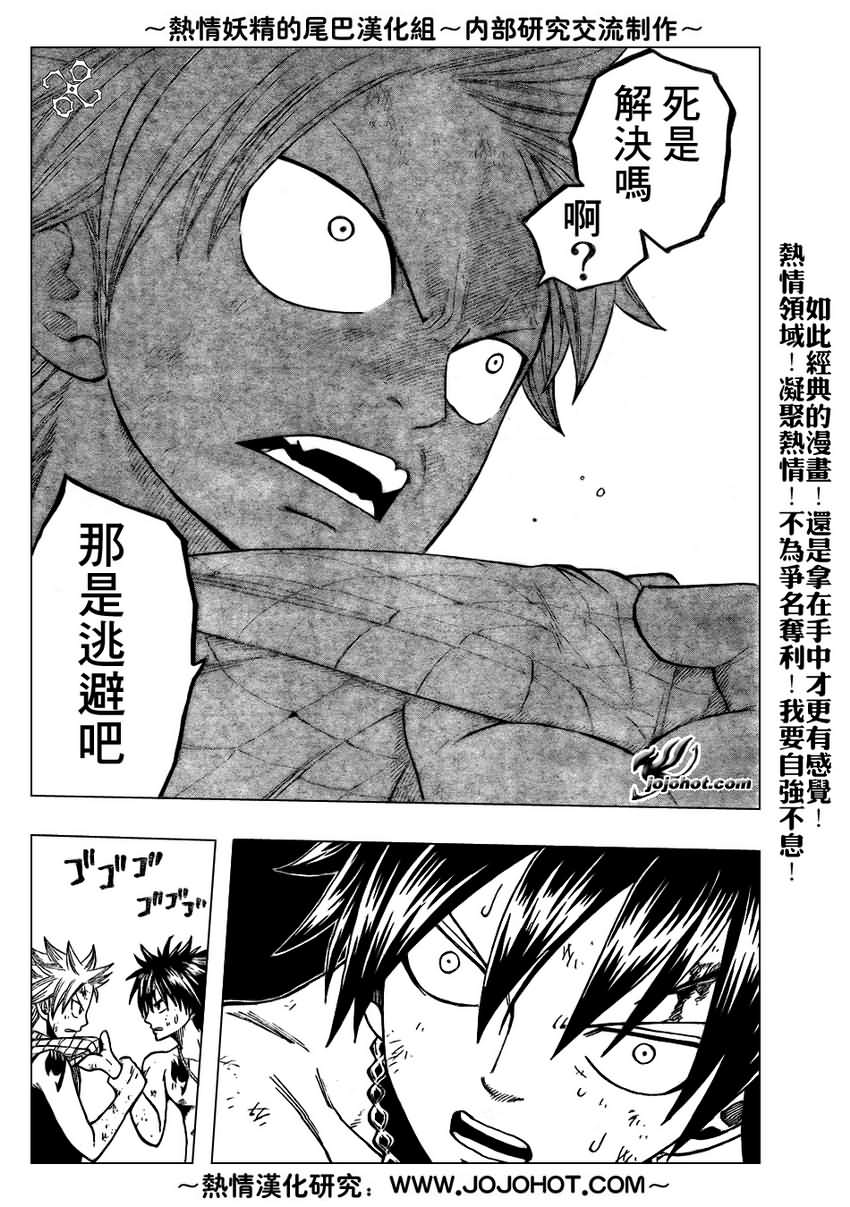 ～熱情妖精的尾巴漢化組～内部研究交流制作～
死是
解決嗎
啊？
那是逃避吧
如此經典的漫畫！還是拿在手中才更有感覺！
熱情領域！凝聚熱情！不為爭名奪利！我要自強不息！
jojohot.com
ゴゴゴ
ゴゴゴ
～熱情漢化研究：WWW.JOJOHOT.COM～